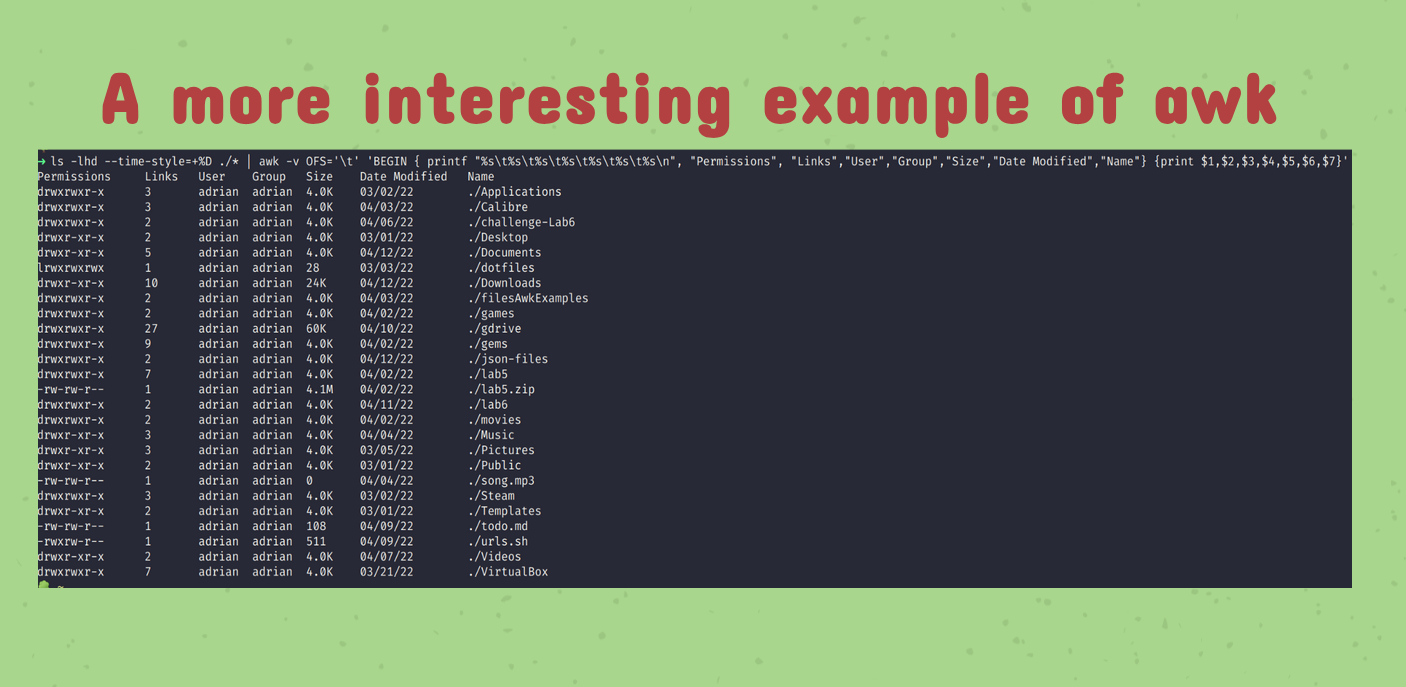 A more interesting example of awk
→ ls -lhd --time-style=+%D ./* | awk -v OFS='\t' 'BEGIN { printf "%s\t%s\t%s\t%s\t%s\t%s\t%s\n", "Permissions", "Links","User","Group","Size","Date Modified","Name"} {print $1,$2,$3,$4,$5,$6,$7}'
Permissions Links User Group Size Date Modified Name
drwxrwxr-x 3 adrian adrian 4.0K 03/02/22 ./Applications
drwxrwxr-x 3 adrian adrian 4.0K 04/03/22 ./Calibre
drwxrwxr-x 2 adrian adrian 4.0K 04/06/22 ./challenge-Lab6
drwxr-xr-x 2 adrian adrian 4.0K 03/01/22 ./Desktop
drwxr-xr-x 5 adrian adrian 4.0K 04/12/22 ./Documents
lrwxrwxrwx 1 adrian adrian 28 03/03/22 ./dotfiles
drwxr-xr-x 10 adrian adrian 24K 04/12/22 ./Downloads
drwxrwxr-x 2 adrian adrian 4.0K 04/03/22 ./filesAwkExamples
drwxrwxr-x 2 adrian adrian 4.0K 04/02/22 ./games
drwxrwxr-x 27 adrian adrian 60K 04/10/22 ./gdrive
drwxrwxr-x 9 adrian adrian 4.0K 04/02/22 ./gems
drwxrwxr-x 2 adrian adrian 4.0K 04/12/22 ./json-files
drwxrwxr-x 7 adrian adrian 4.0K 04/02/22 ./lab5
-rw-rw-r-- 1 adrian adrian 4.1M 04/02/22 ./lab5.zip
drwxrwxr-x 2 adrian adrian 4.0K 04/11/22 ./lab6
drwxrwxr-x 2 adrian adrian 4.0K 04/02/22 ./movies
drwxr-xr-x 3 adrian adrian 4.0K 04/04/22 ./Music
drwxr-xr-x 3 adrian adrian 4.0K 03/05/22 ./Pictures
drwxr-xr-x 2 adrian adrian 4.0K 03/01/22 ./Public
-rw-rw-r-- 1 adrian adrian 0 04/04/22 ./song.mp3
drwxrwxr-x 3 adrian adrian 4.0K 03/02/22 ./Steam
drwxr-xr-x 2 adrian adrian 4.0K 03/01/22 ./Templates
-rw-rw-r-- 1 adrian adrian 108 04/09/22 ./todo.md
-rwxrw-r-- 1 adrian adrian 511 04/09/22 ./urls.sh
drwxr-xr-x 2 adrian adrian 4.0K 04/07/22 ./Videos
drwxrwxr-x 7 adrian adrian 4.0K 03/21/22 ./VirtualBox
~